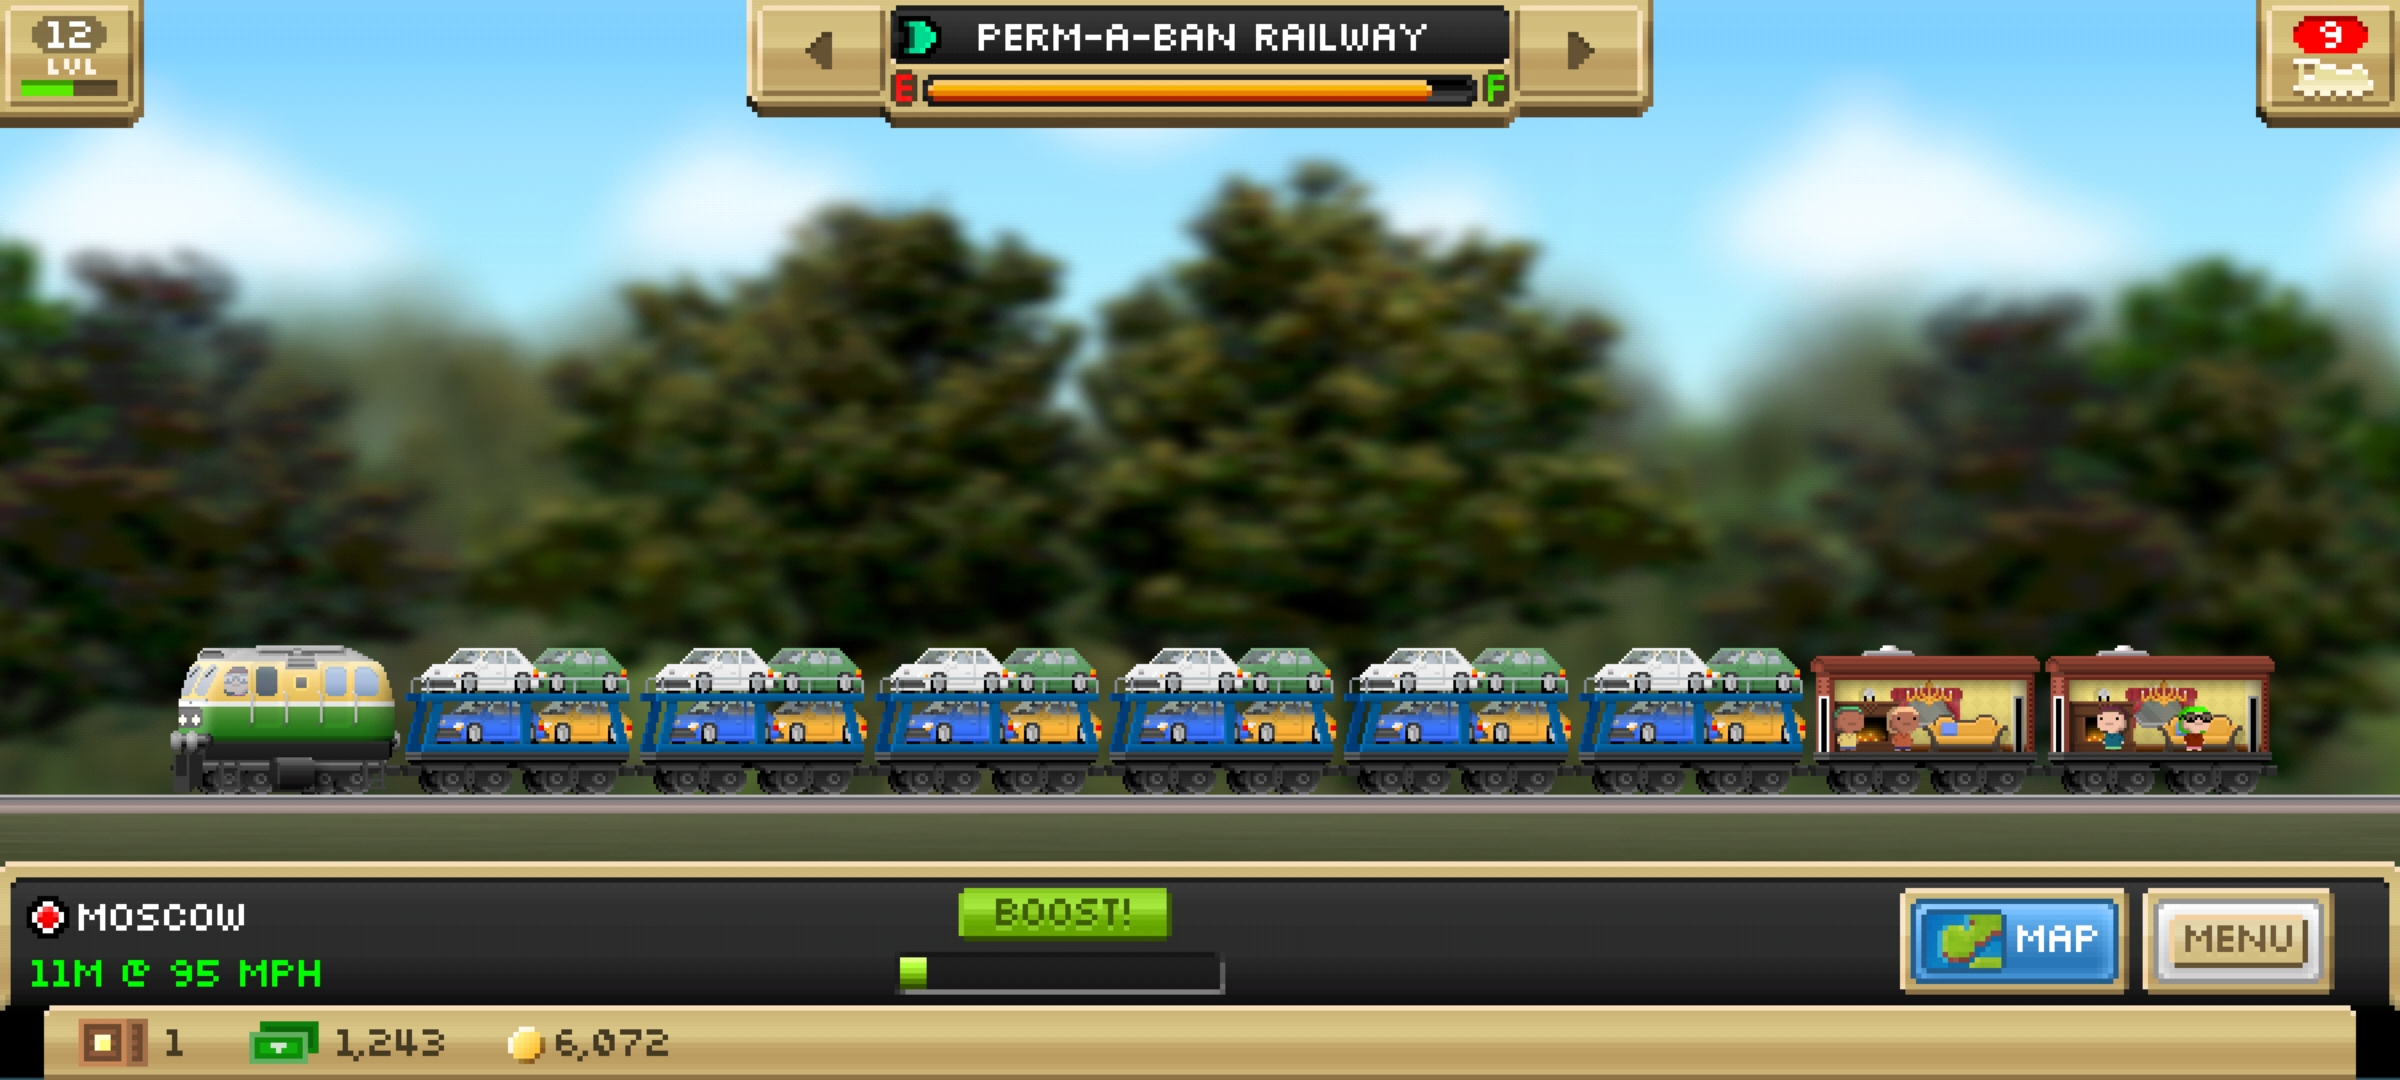 12
LVL
PERM-A-BAN RAILWAY
E F
9
MOSCOW
11M @ 95 MPH
BOOST!
MAP
MENU
1
1,243
6,072